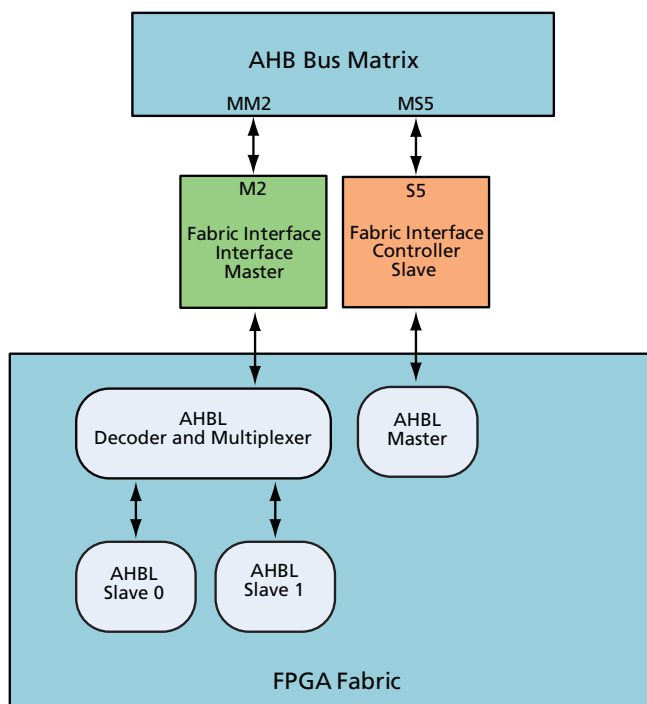 AHB Bus Matrix
MM2
MS5
M2
Fabric Interface
Interface
Master
S5
Fabric Interface
Controller
Slave
AHBL
Decoder and Multiplexer
AHBL
Master
AHBL
Slave 0
AHBL
Slave 1
FPGA Fabric